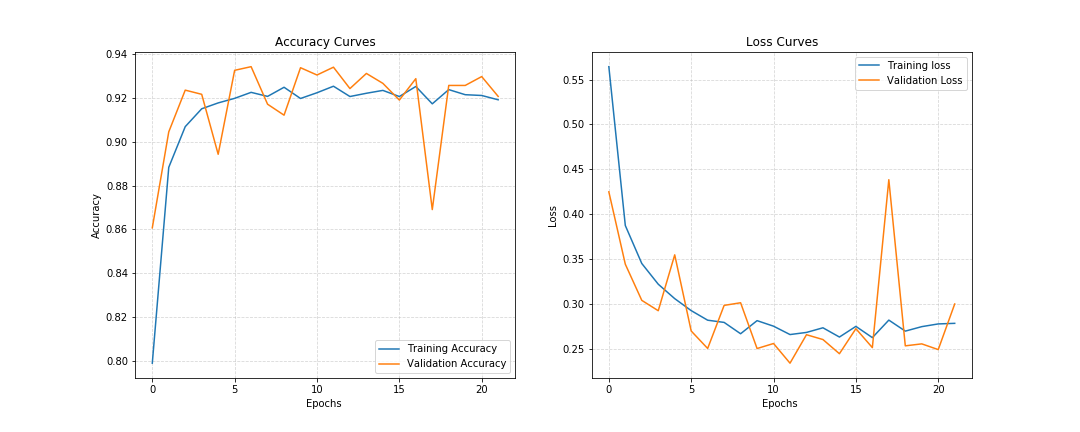 Accuracy Curves
0.94
0.92
0.90
0.88
0.86
0.84
0.82
0.80
Accuracy
0 5 10 15 20
Epochs
Training Accuracy
Validation Accuracy
Loss Curves
0.55
0.50
0.45
0.40
0.35
0.30
0.25
Loss
0 5 10 15 20
Epochs
Training loss
Validation Loss